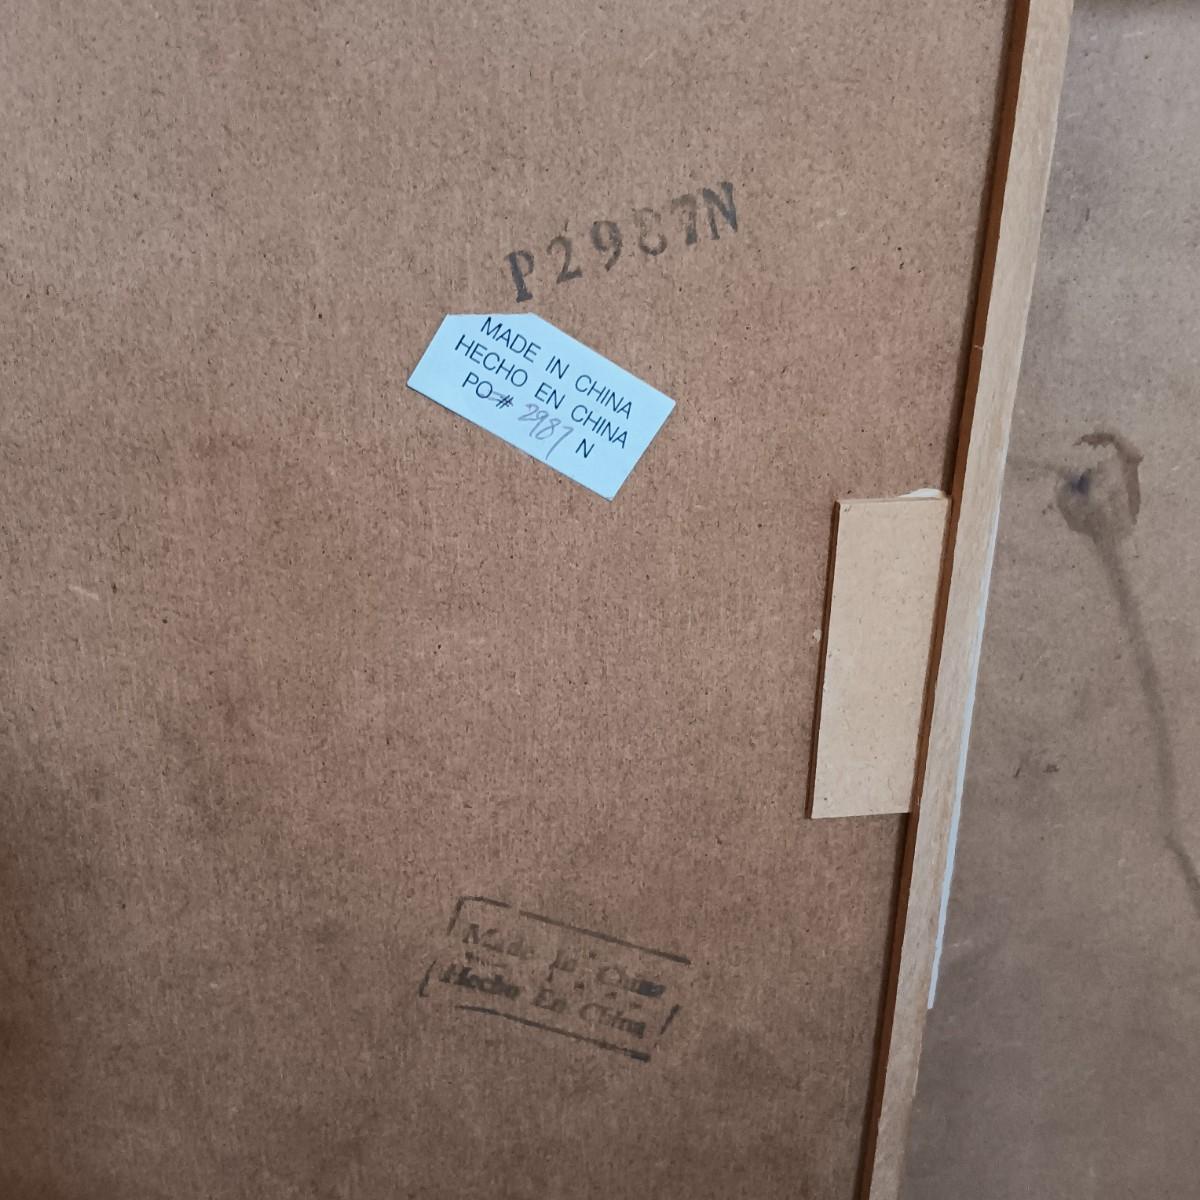 P2987N
MADE IN CHINA
HECHO EN CHINA
PO# 2987 N
Made In China
Hecho En China